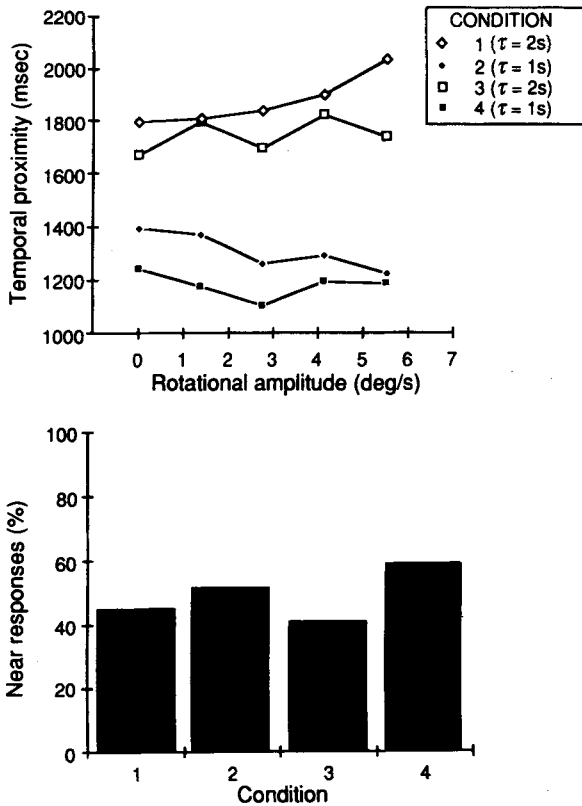 Temporal proximity (msec)
2200
2000
1800
1600
1400
1200
1000
0 1 2 3 4 5 6 7
Rotational amplitude (deg/s)
CONDITION
1 (τ = 2s)
2 (τ = 1s)
3 (τ = 2s)
4 (τ = 1s)
Near responses (%)
100
80
60
40
20
0
1 2 3 4
Condition